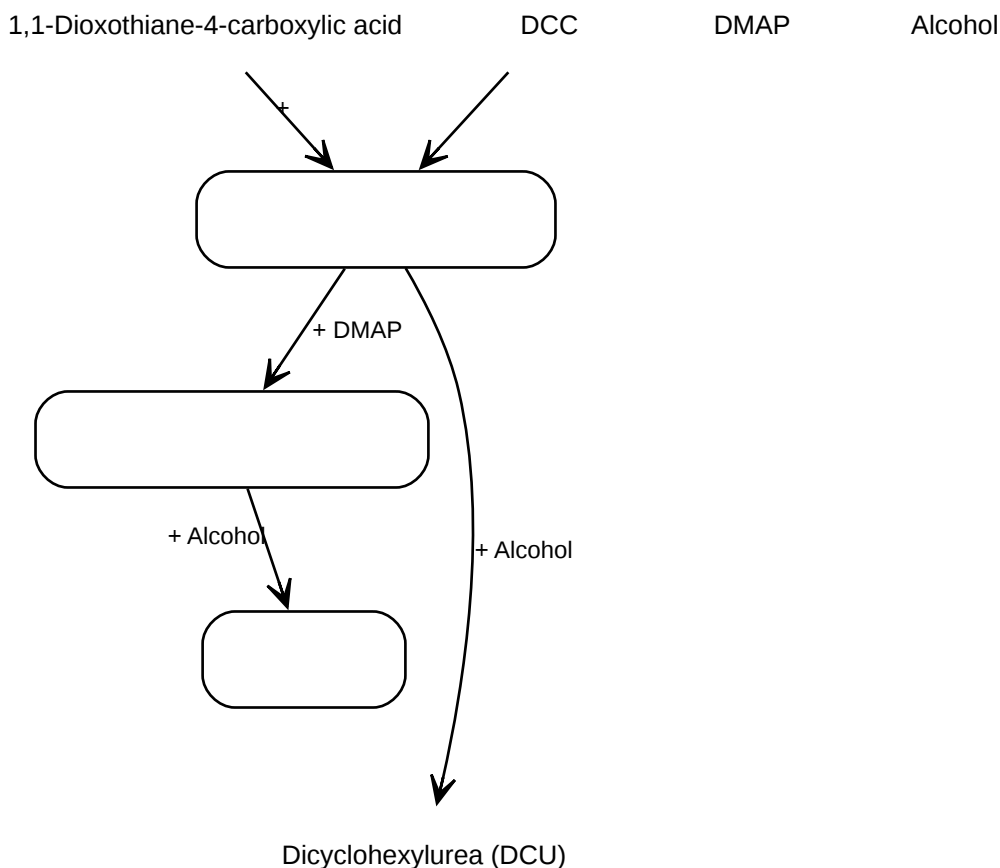 1,1-Dioxothiane-4-carboxylic acid DCC DMAP Alcohol
+
+ DMAP
+ Alcohol
+ Alcohol
Dicyclohexylurea (DCU)